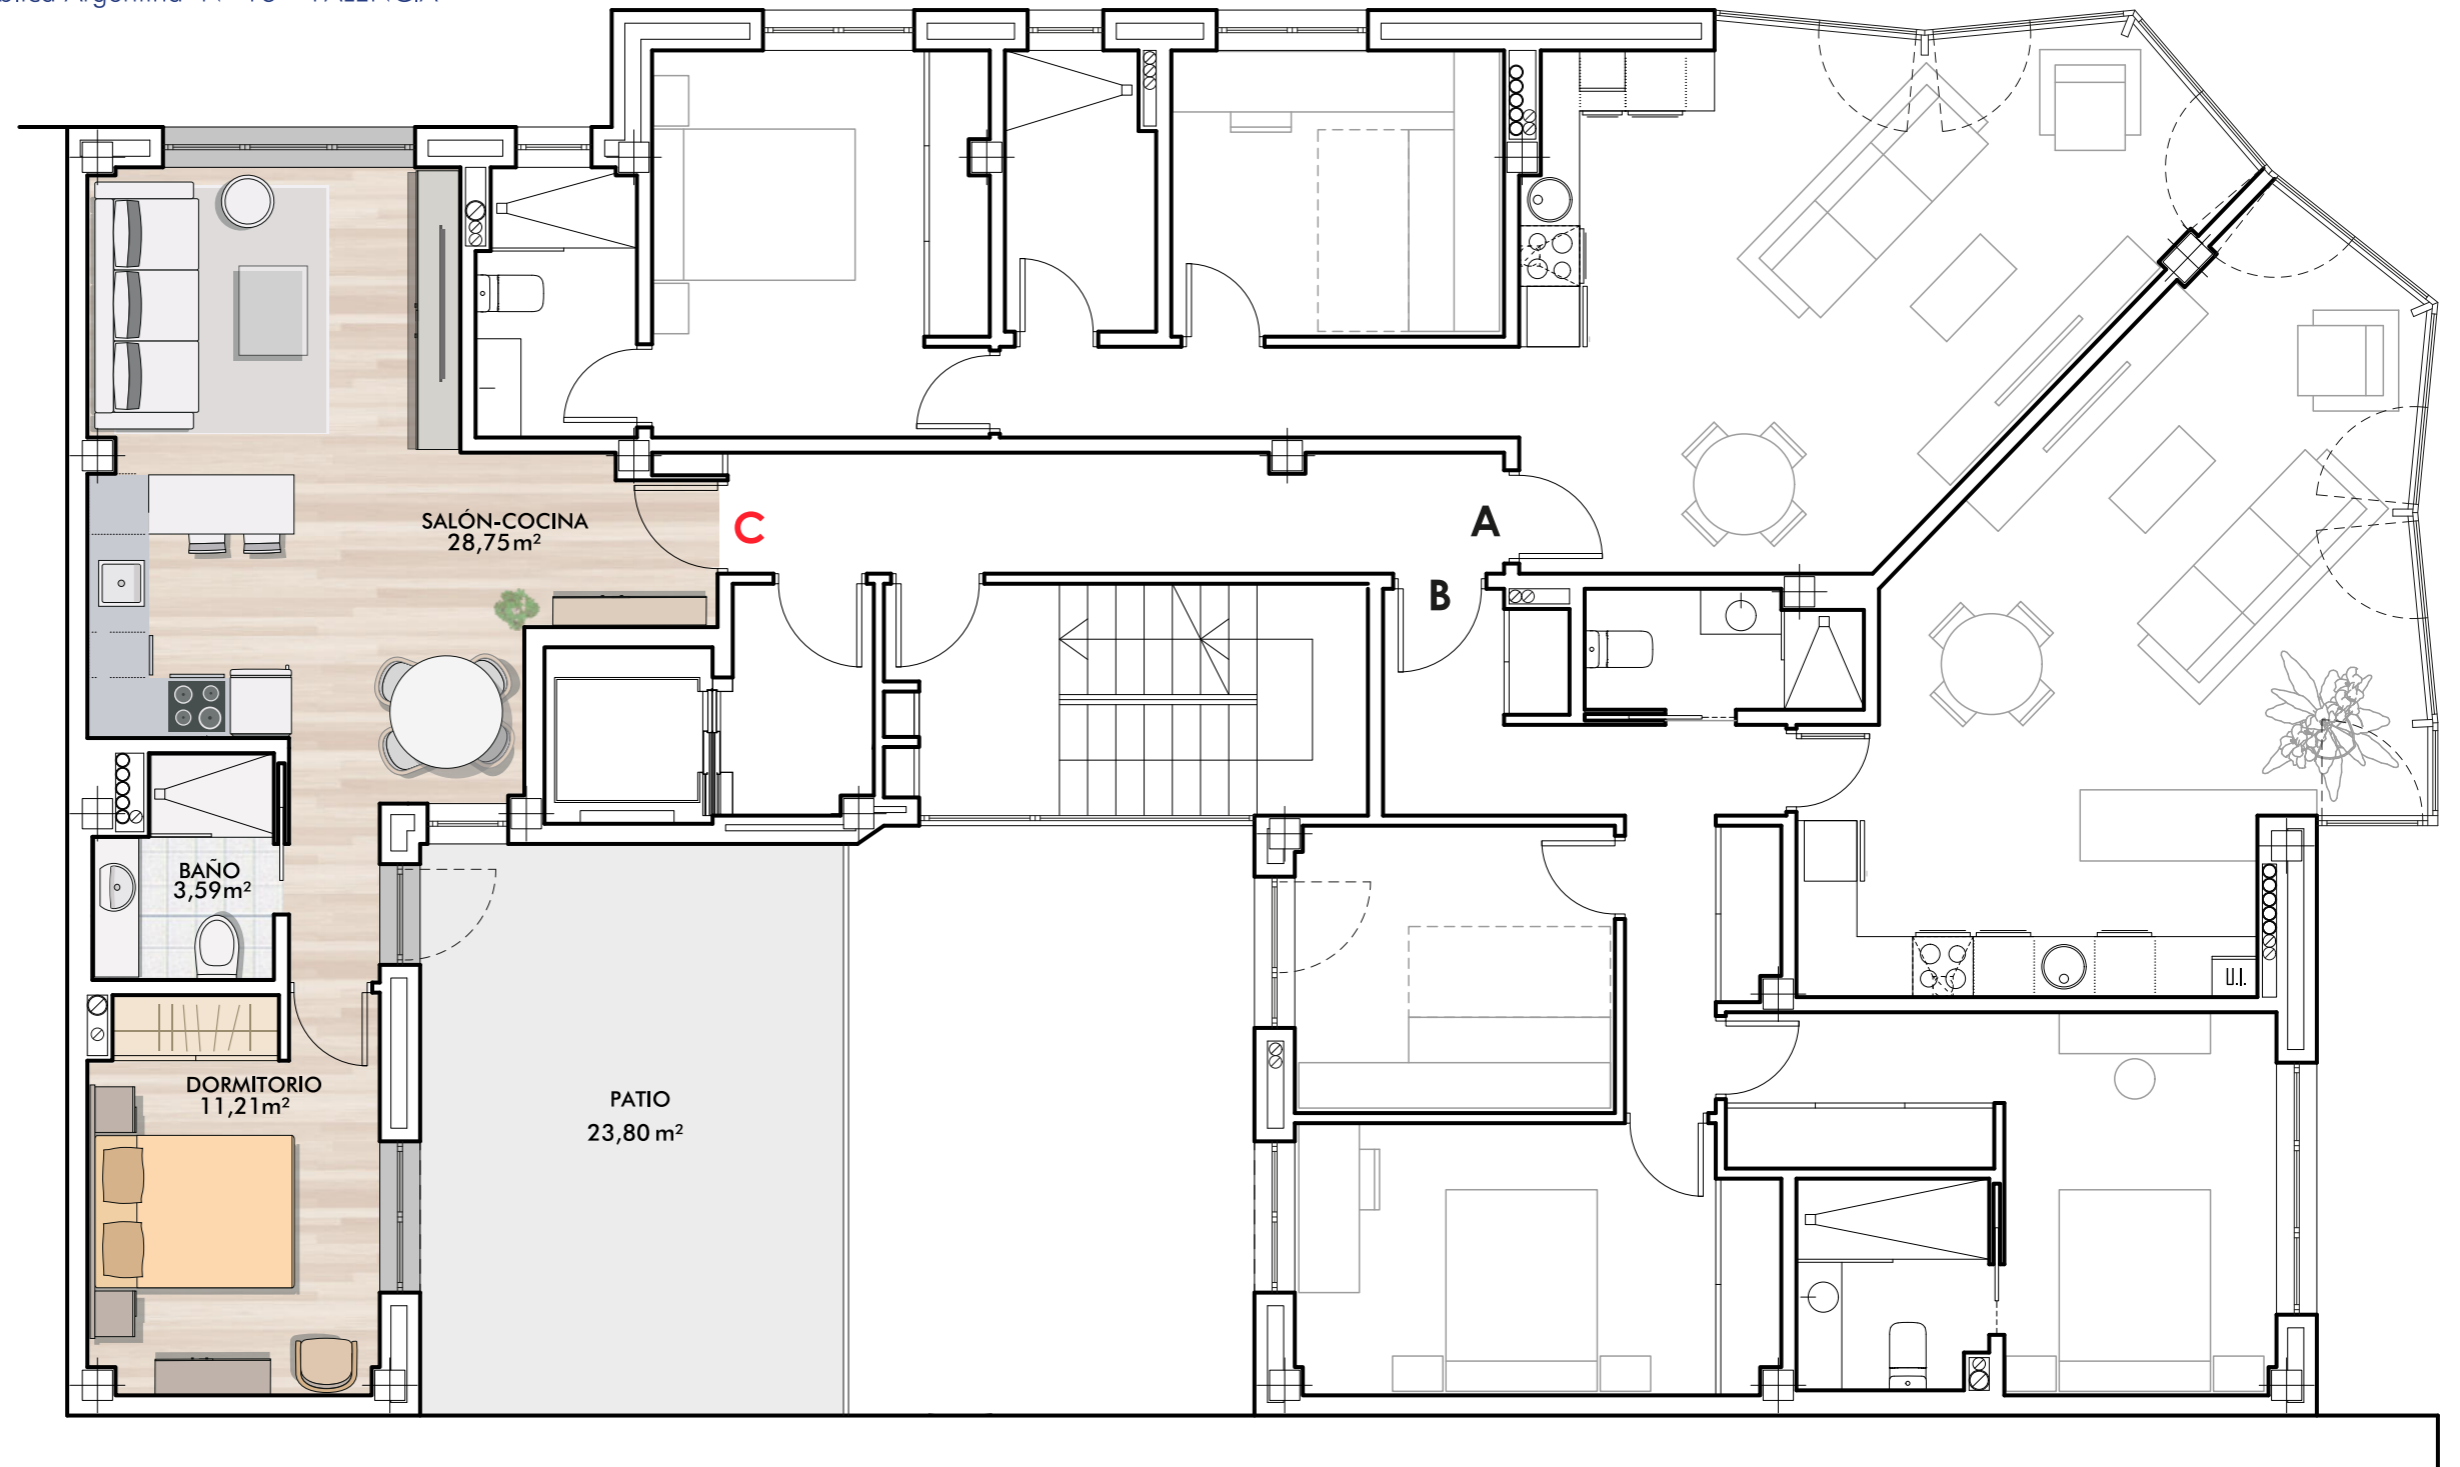 SALÓN-COCINA
28,75m²
C
A
B
BAÑO
3,59m²
DORMITORIO
11,21m²
PATIO
23,80 m²
U.I.